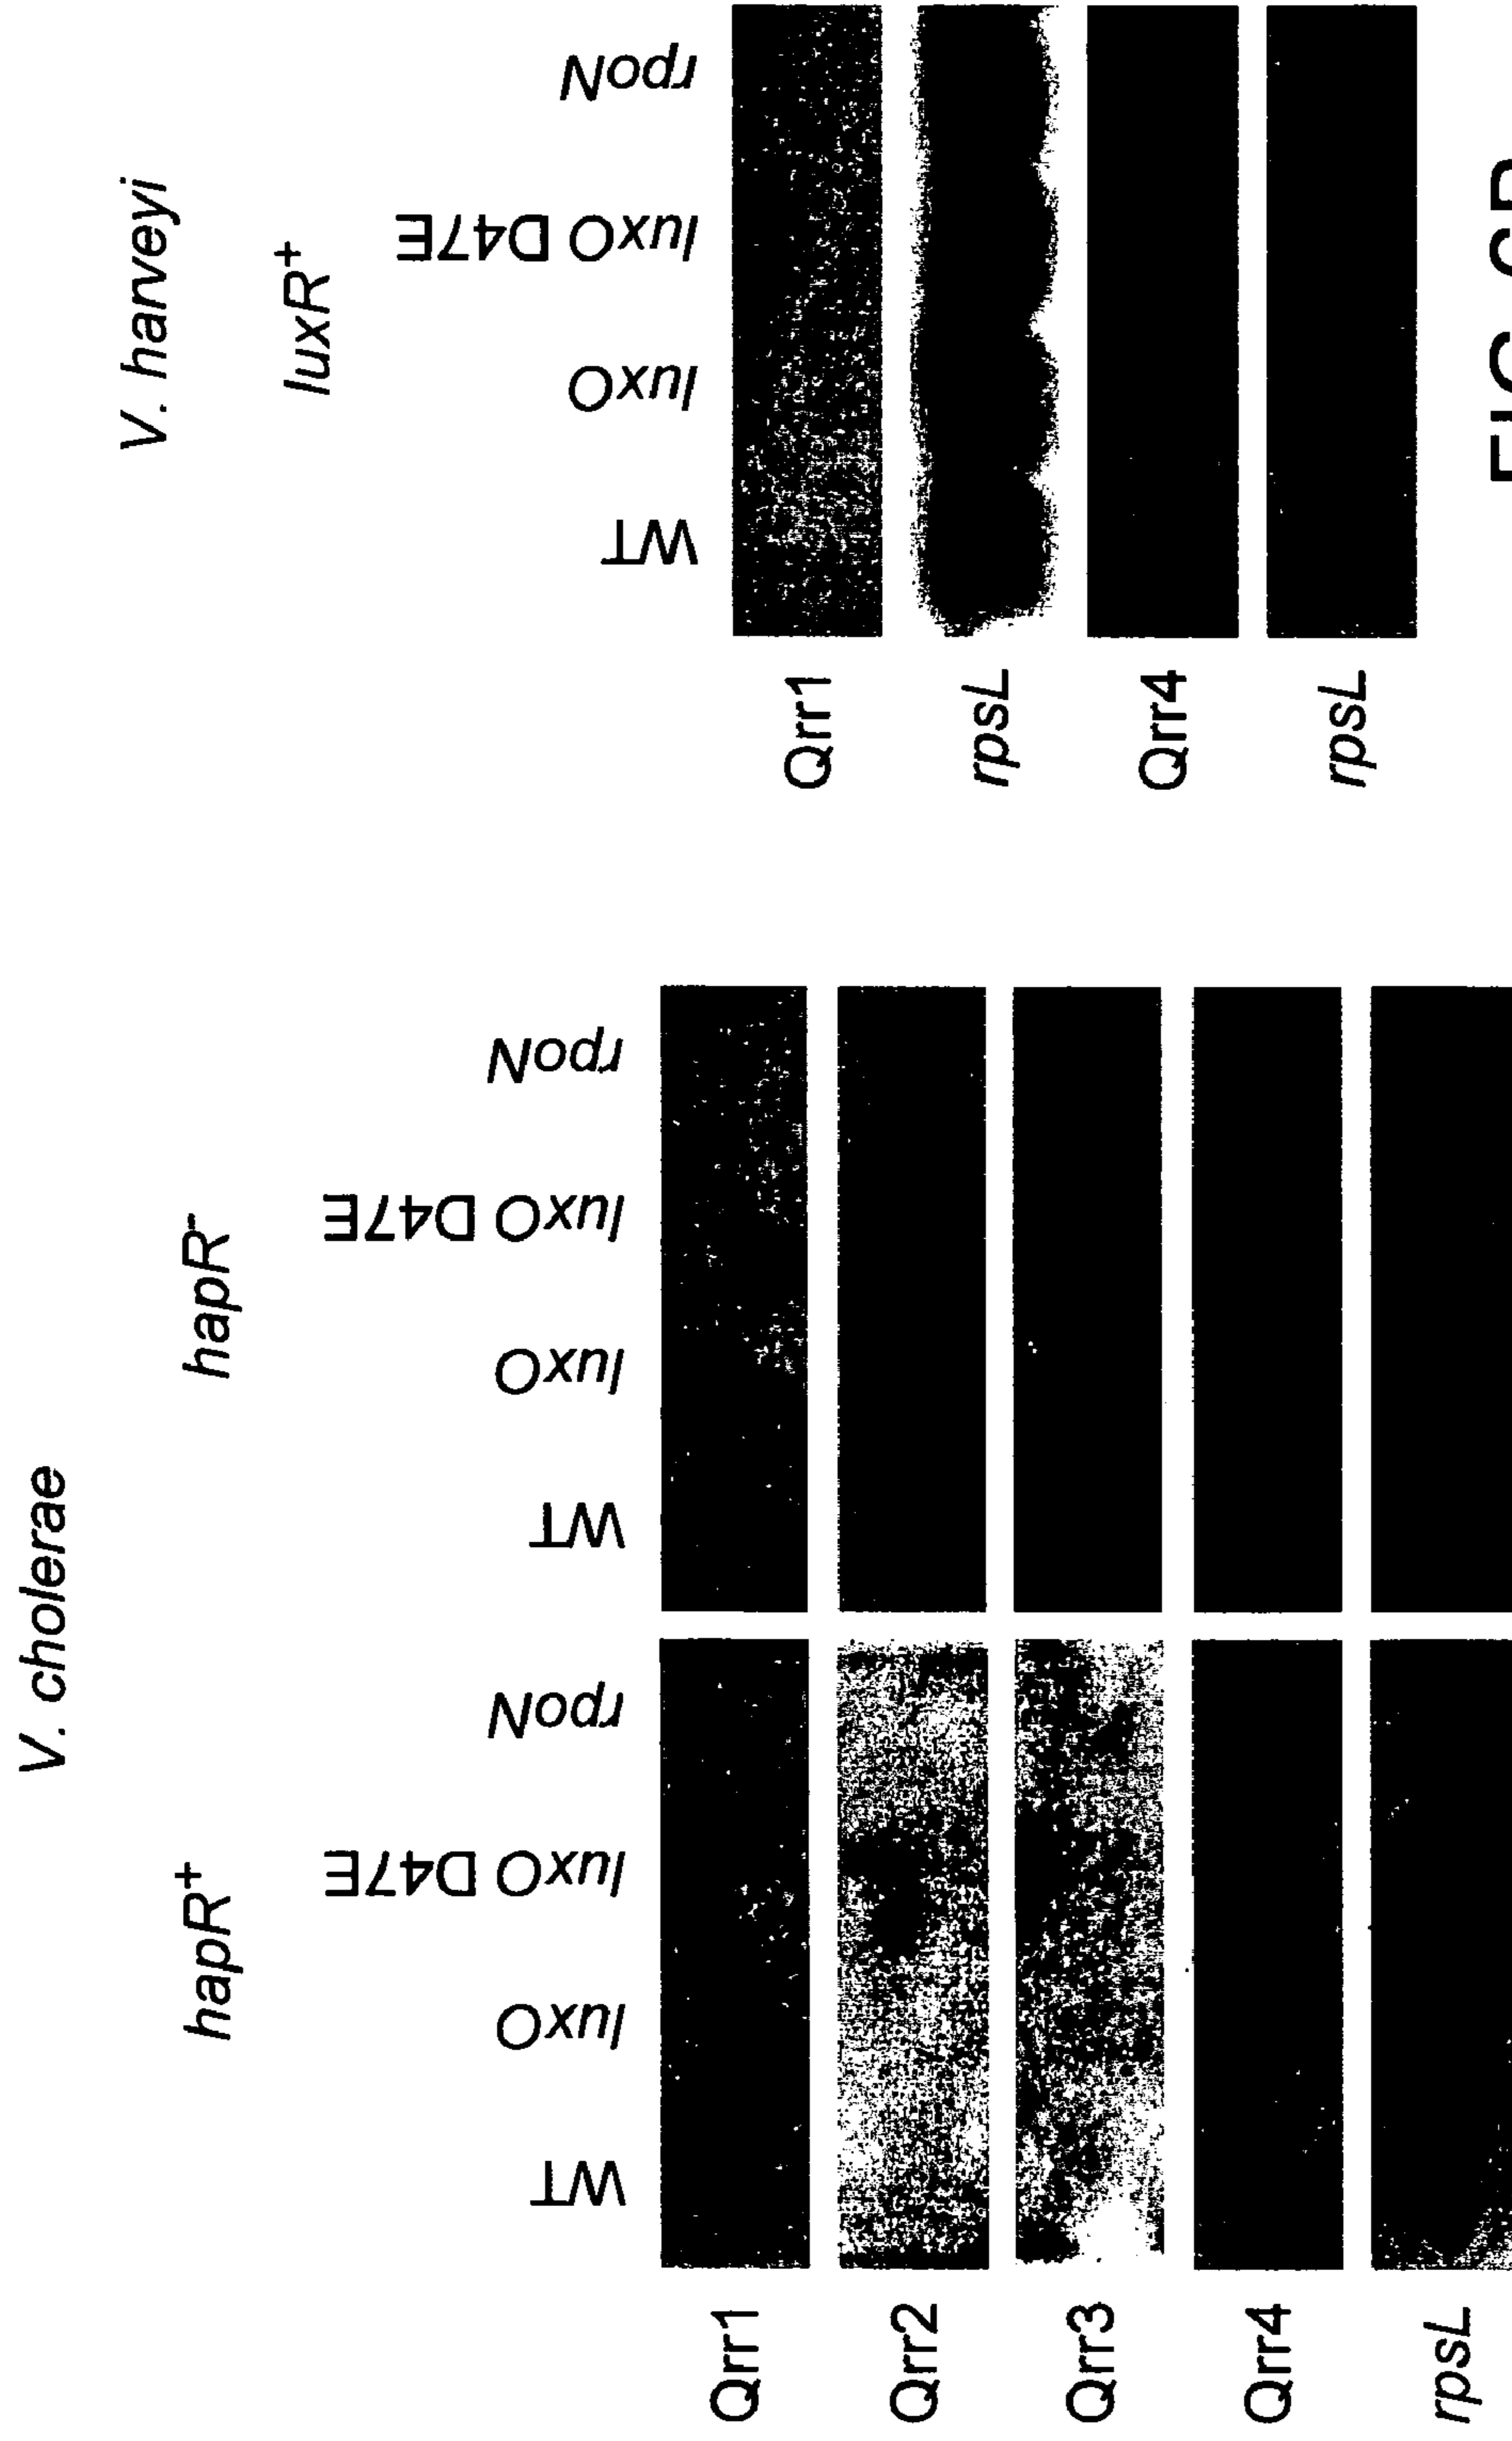 V. cholerae
hapR⁺ hapR⁻
WT luxO luxO D47E rpoN WT luxO luxO D47E rpoN
Qrr1
Qrr2
Qrr3
Qrr4
rpsL
V. harveyi
luxR⁺
WT luxO luxO D47E rpoN
Qrr1
rpsL
Qrr4
rpsL